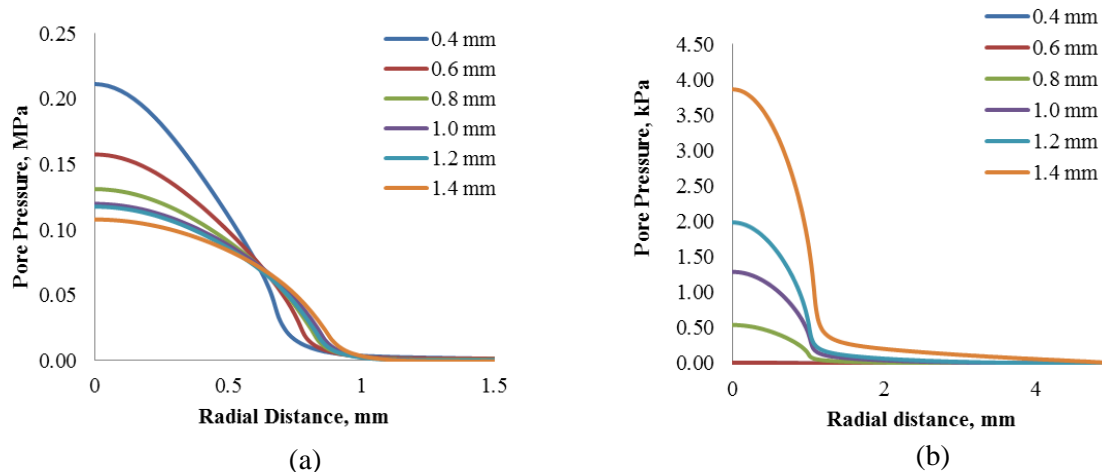 0.25
0.20
0.15
0.10
0.05
0.00
Pore Pressure, MPa
0
0.5
1
1.5
Radial Distance, mm
0.4 mm
0.6 mm
0.8 mm
1.0 mm
1.2 mm
1.4 mm
(a)
4.50
4.00
3.50
3.00
2.50
2.00
1.50
1.00
0.50
0.00
Pore Pressure, kPa
0
2
4
Radial distance, mm
0.4 mm
0.6 mm
0.8 mm
1.0 mm
1.2 mm
1.4 mm
(b)